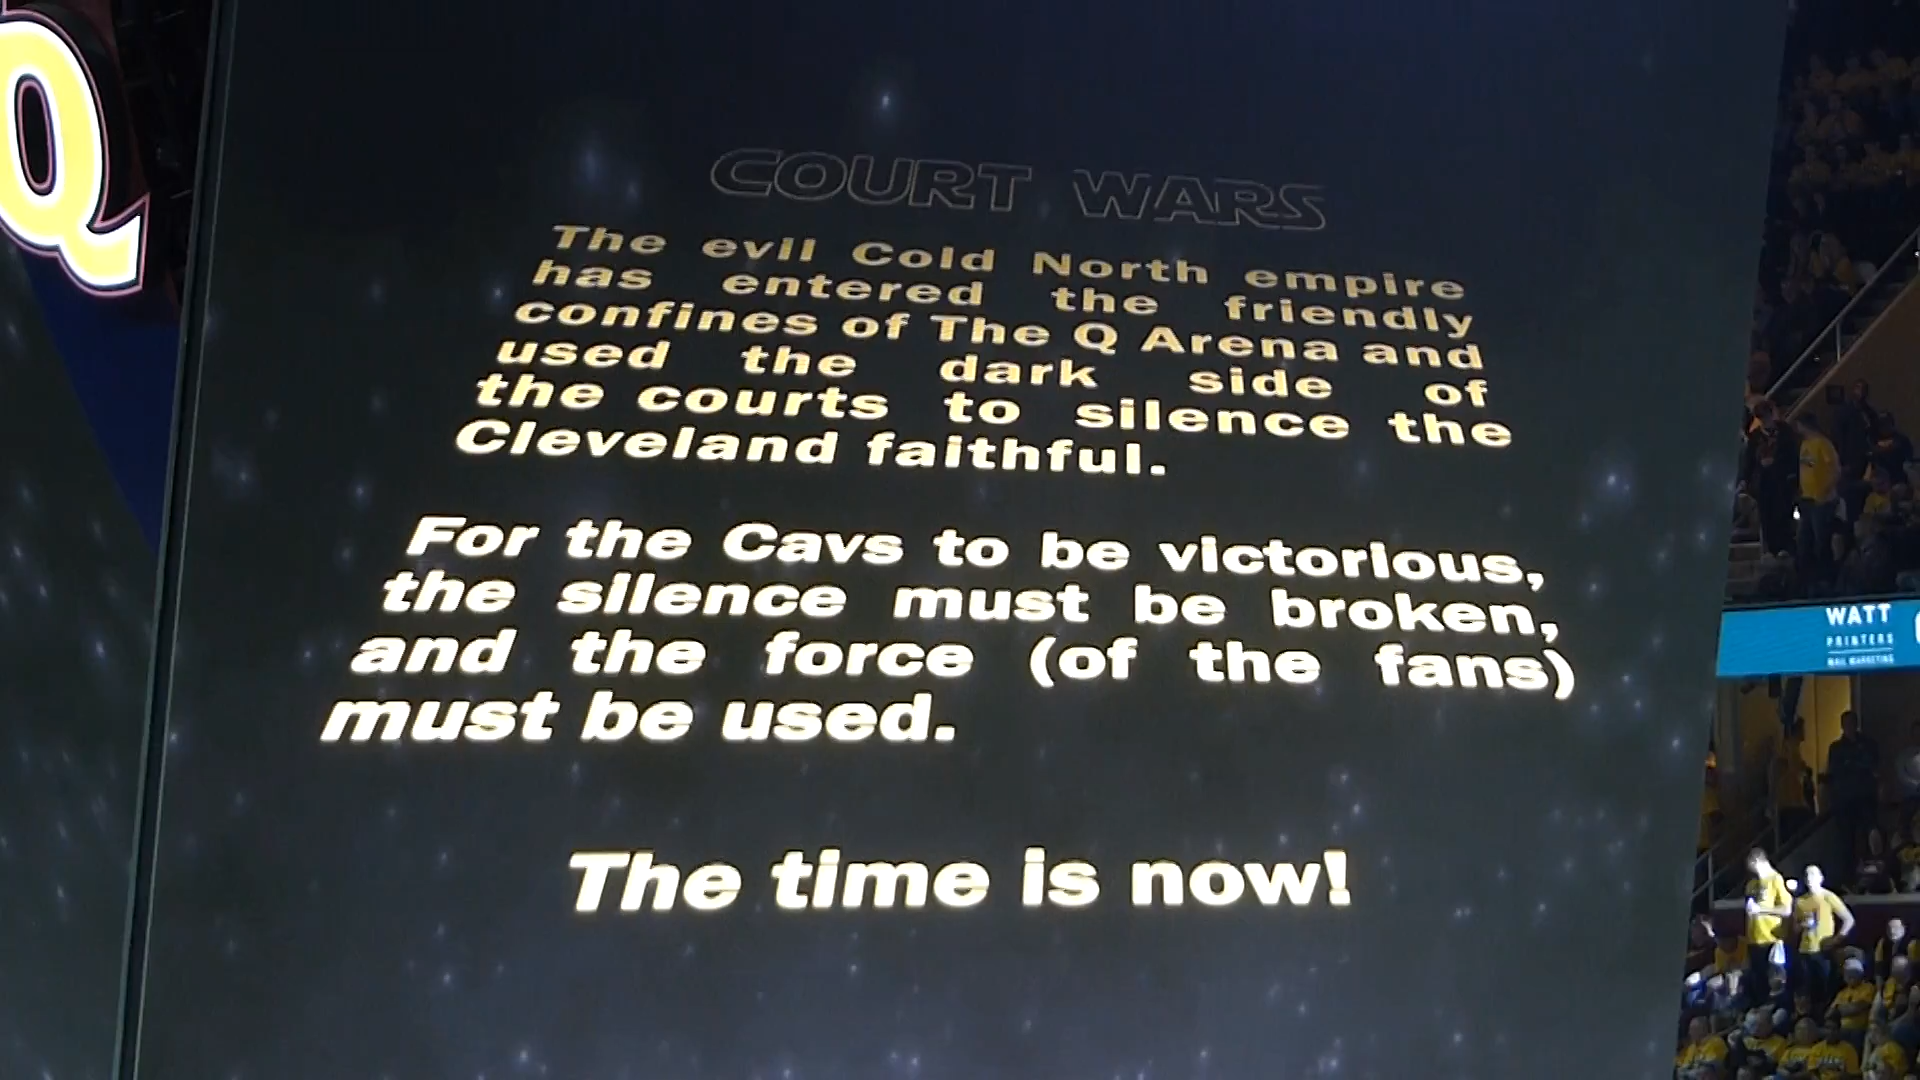 Q
COURT WARS
The evil Cold North empire
has entered the friendly
confines of The Q Arena and
used the dark side of
the courts to silence the
Cleveland faithful.
For the Cavs to be victorious,
the silence must be broken,
and the force (of the fans)
must be used.
The time is now!
WATT
PRINTERS
MAIL MARKETING